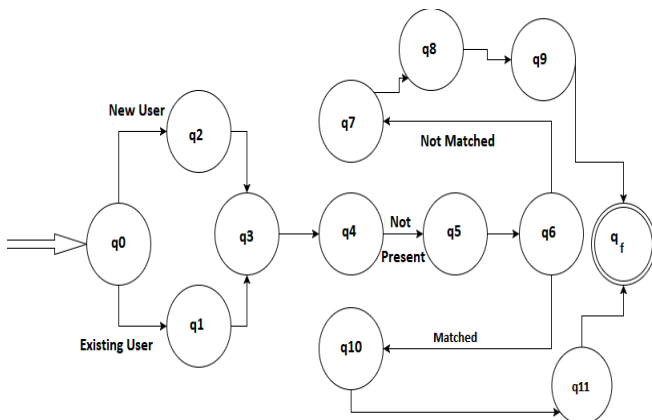 q8
q9
q7
New User
q2
Not Matched
q0
q3
q4
Not
Present
q5
q6
q f
Existing User
q1
q10
Matched
q11